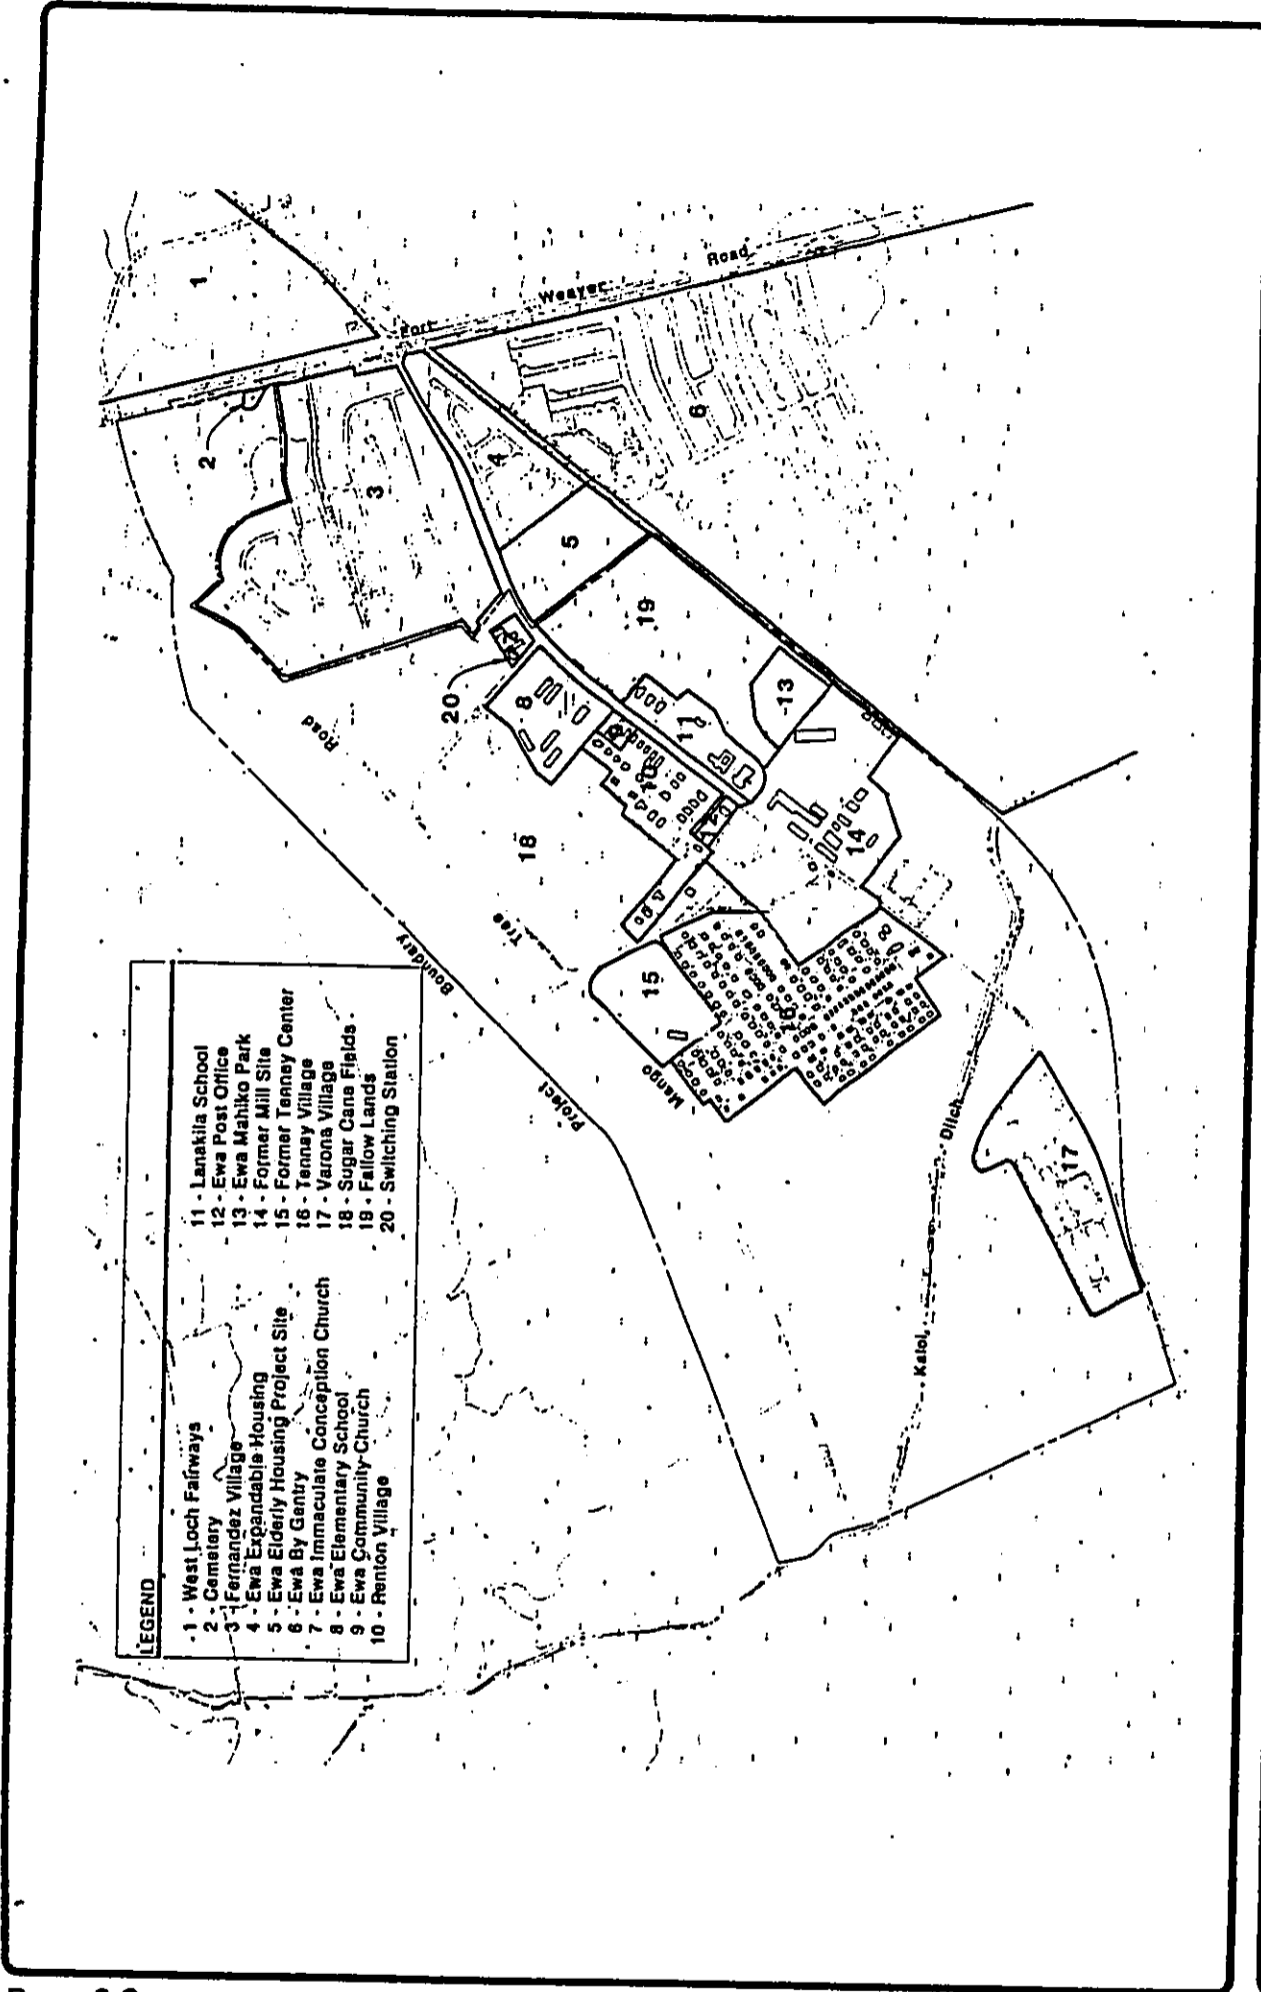 LEGEND
1 - West Loch Fairways
2 - Cemetery
3 - Fernandez Village
4 - Ewa Expandable Housing
5 - Ewa Elderly Housing Project Site
6 - Ewa By Gentry
7 - Ewa Immaculate Conception Church
8 - Ewa Elementary School
9 - Ewa Community Church
10 - Renton Village
11 - Lanakila School
12 - Ewa Post Office
13 - Ewa Mahiko Park
14 - Former Mill Site
15 - Former Tenney Center
16 - Tenney Village
17 - Varona Village
18 - Sugar Cane Fields
19 - Fallow Lands
20 - Switching Station
Project Boundary
Mango Tree Road
Fort Weaver Road
Kaloi Ditch
1
2
3
4
5
6
8
10
11
13
14
15
16
17
18
19
20